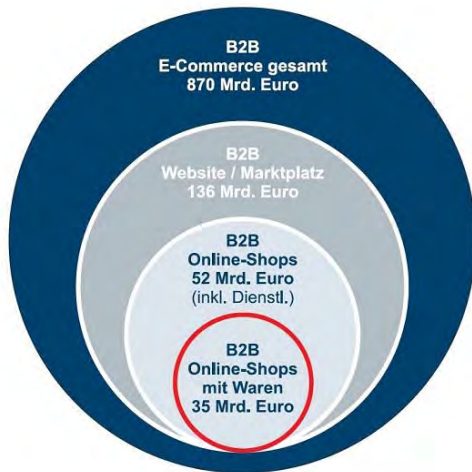 B2B
E-Commerce gesamt
870 Mrd. Euro
B2B
Website / Marktplatz
136 Mrd. Euro
B2B
Online-Shops
52 Mrd. Euro
(inkl. Dienstl.)
B2B
Online-Shops
mit Waren
35 Mrd. Euro